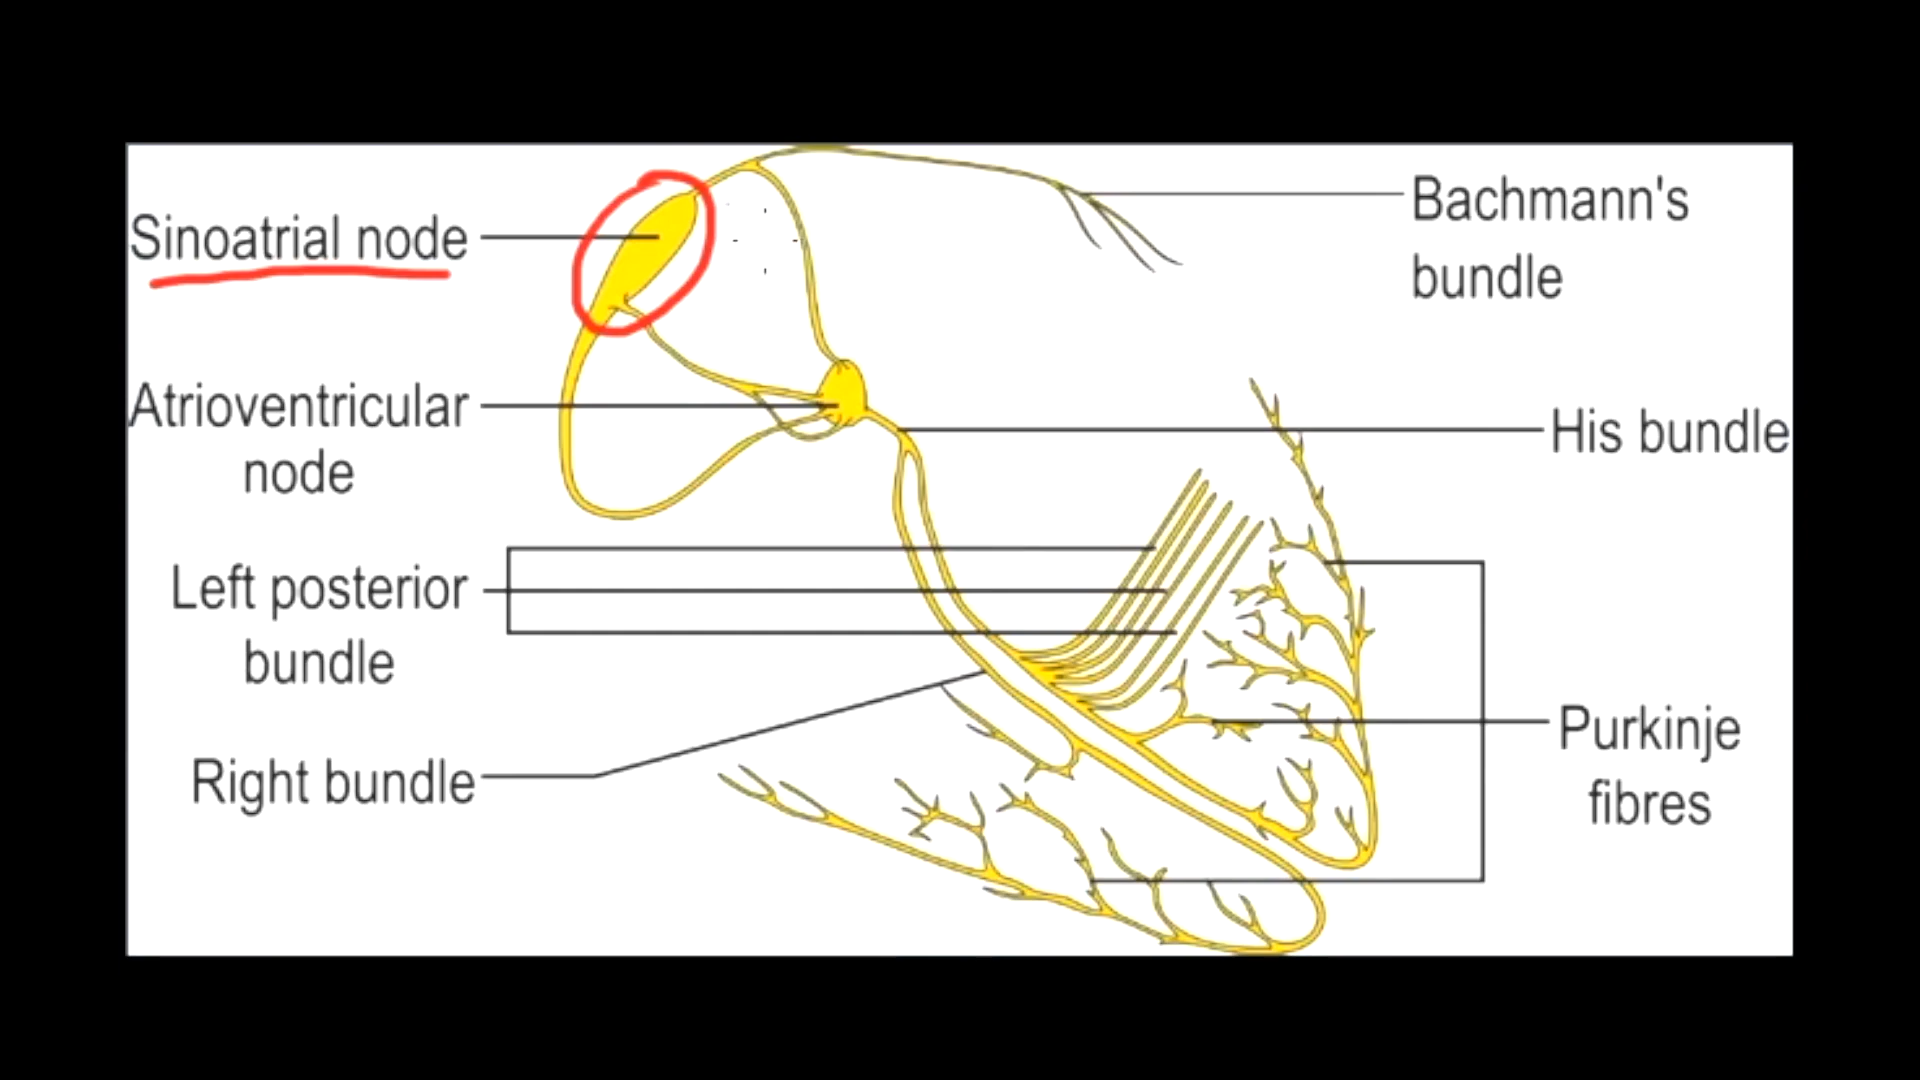 Sinoatrial node
Atrioventricular
node
Left posterior
bundle
Right bundle
Bachmann's
bundle
His bundle
Purkinje
fibres